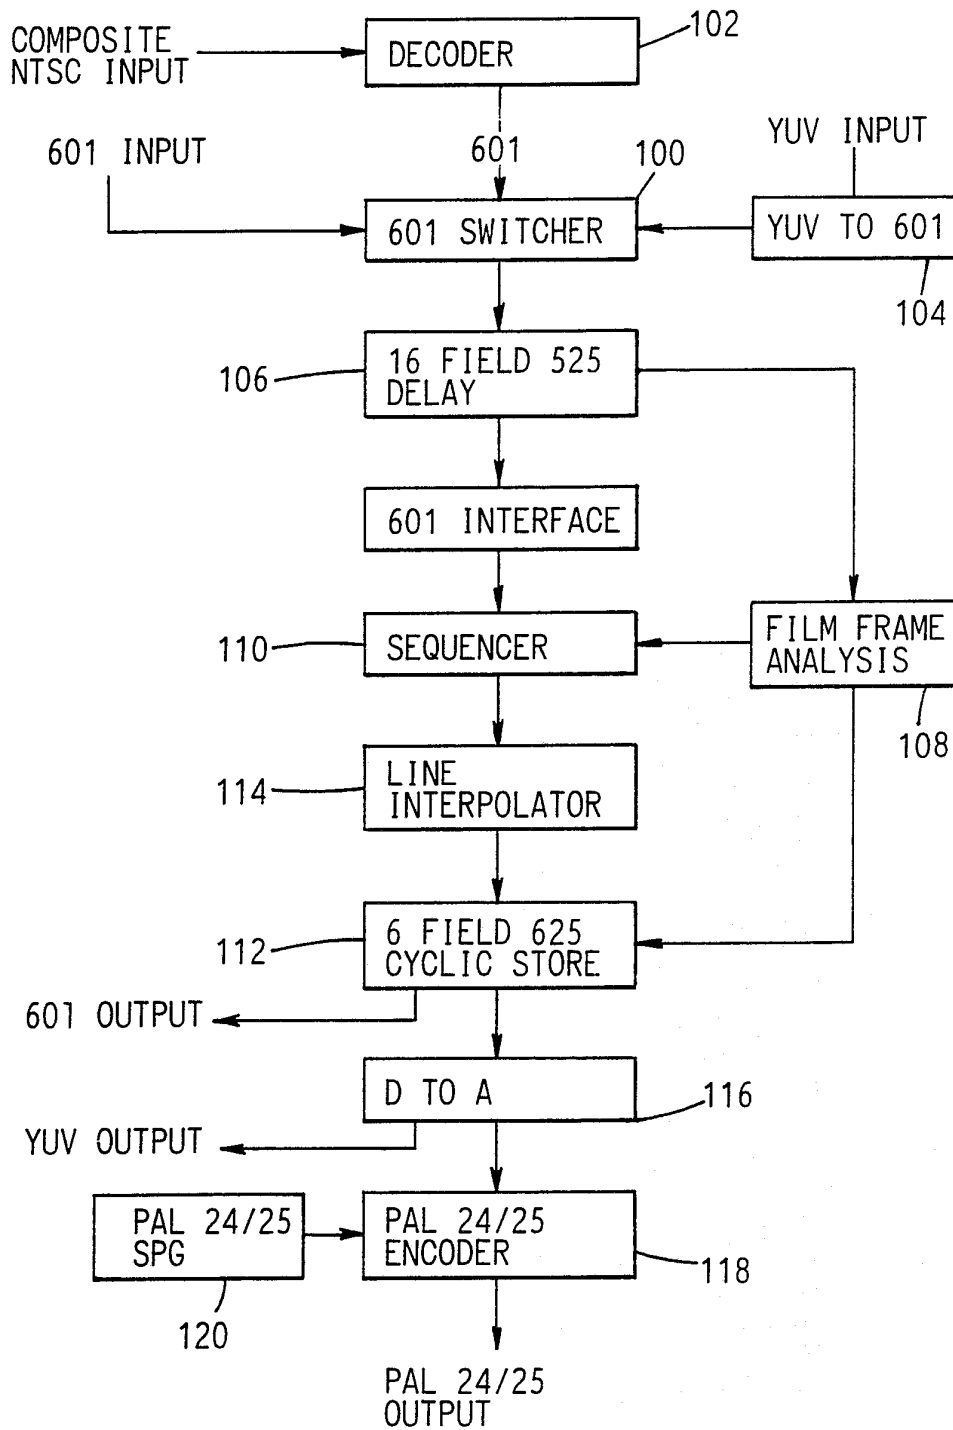 COMPOSITE
NTSC INPUT
DECODER
102
601 INPUT
601
100
YUV INPUT
601 SWITCHER
YUV TO 601
104
106
16 FIELD 525
DELAY
601 INTERFACE
110
SEQUENCER
FILM FRAME
ANALYSIS
108
114
LINE
INTERPOLATOR
112
6 FIELD 625
CYCLIC STORE
601 OUTPUT
D TO A
116
YUV OUTPUT
PAL 24/25
SPG
PAL 24/25
ENCODER
118
120
PAL 24/25
OUTPUT